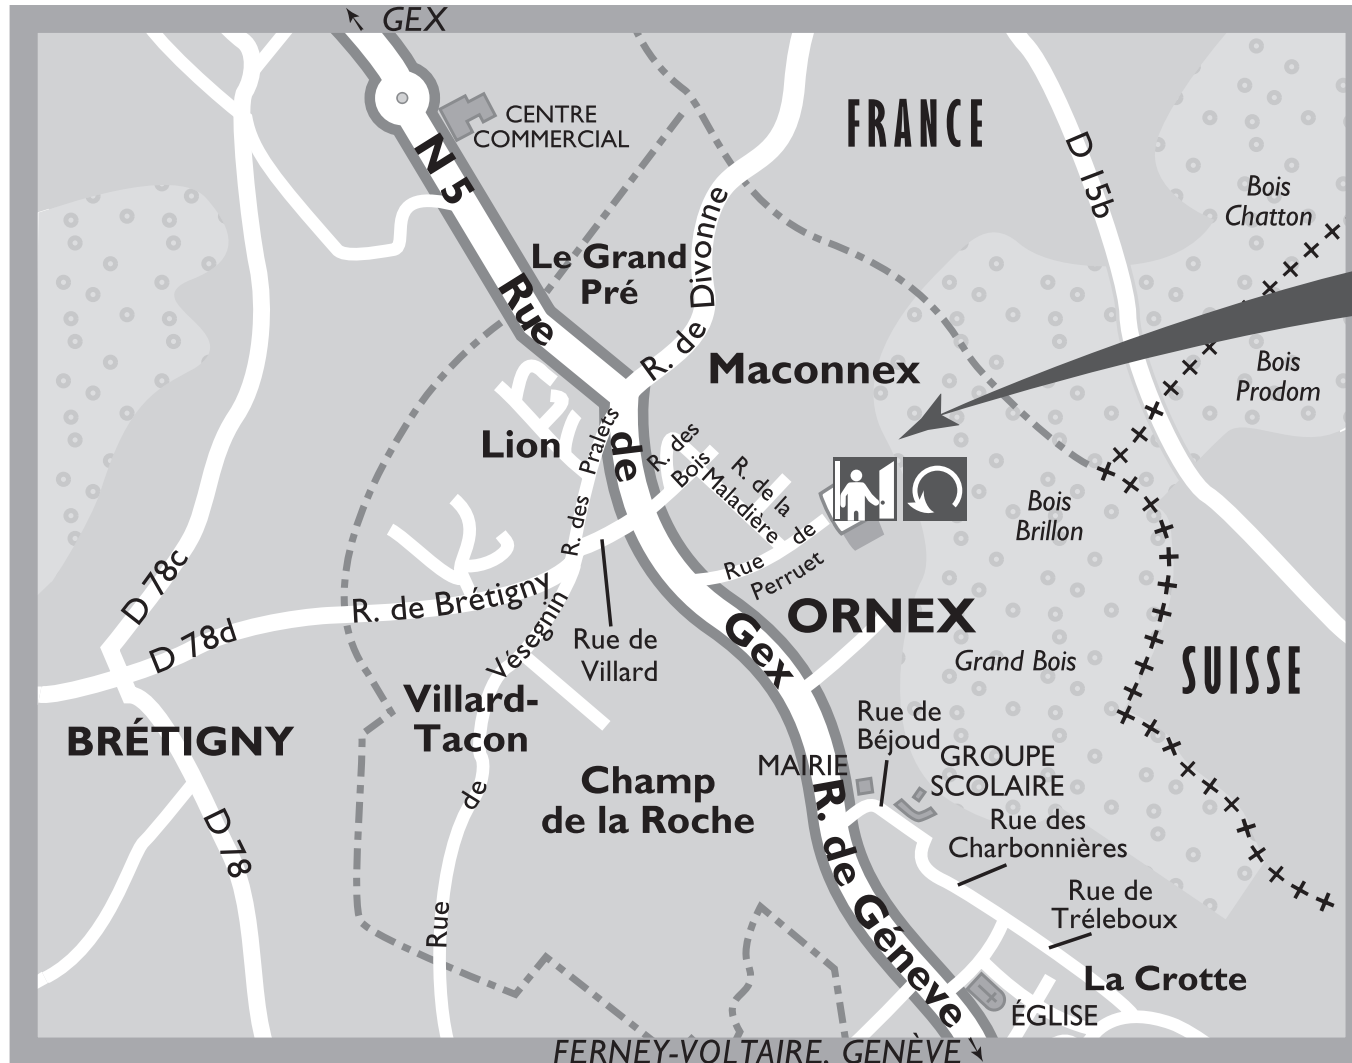 GEX
CENTRE
COMMERCIAL
FRANCE
D 15b
N 5
Bois
Chatton
Le Grand
Pré
R. de Divonne
Rue
de
Gex
Bois
Prodom
Maconnex
Lion
R. des Pralets
R. des
Bois
R. de la
Maladière
Bois
Brillon
Rue de
Perruet
D 78c
R. de Brétigny
D 78d
ORNEX
Rue de
Villard
Rue de Vésegnin
Grand Bois
SUISSE
Villard-
Tacon
BRÉTIGNY
Rue de
Béjoud
MAIRIE
GROUPE
SCOLAIRE
Champ
de la Roche
Rue des
Charbonnières
D 78
R. de Géneve
Rue de
Tréleboux
La Crotte
ÉGLISE
FERNEY-VOLTAIRE, GENÈVE